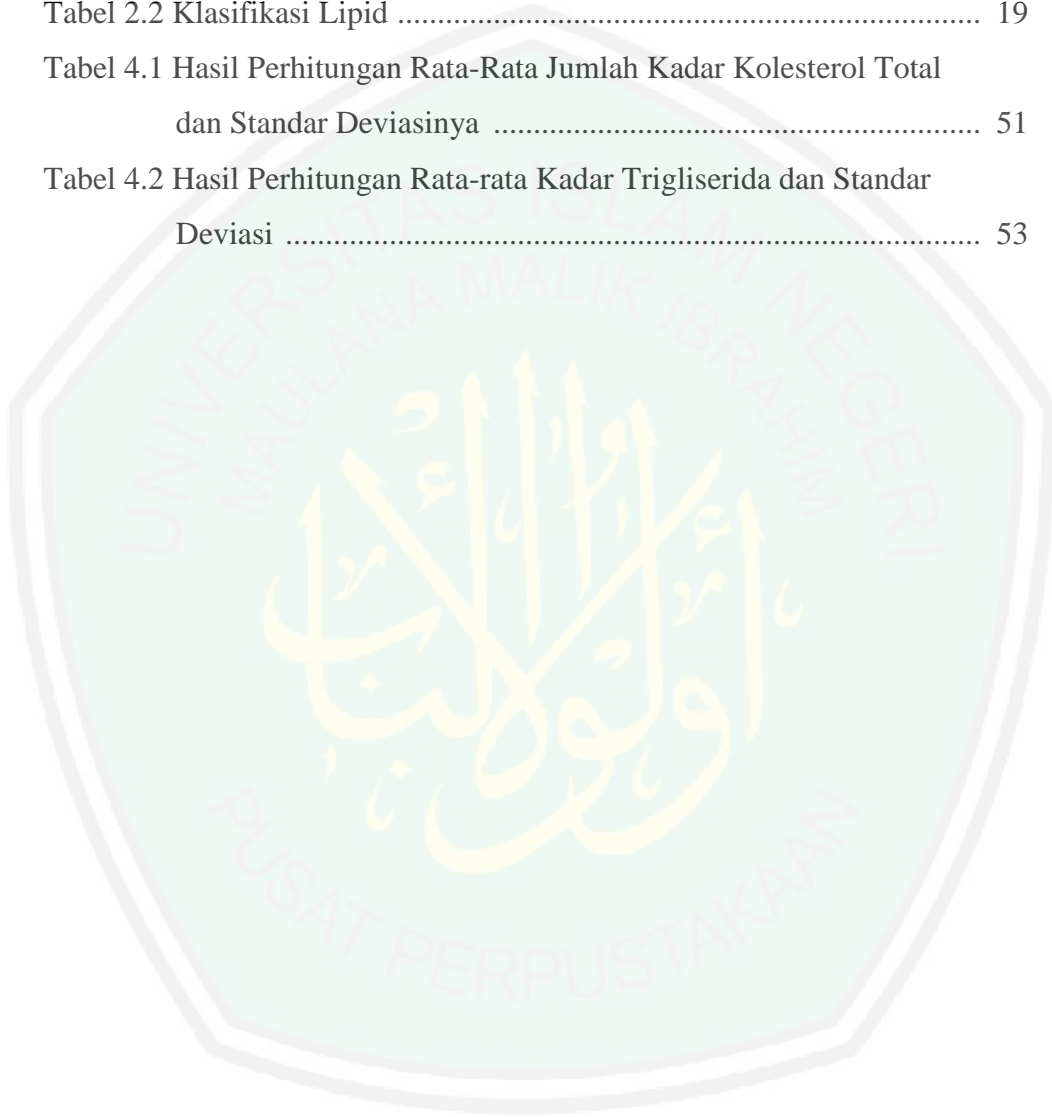 Tabel 2.2 Klasifikasi Lipid ........................................................................ 19
Tabel 4.1 Hasil Perhitungan Rata-Rata Jumlah Kadar Kolesterol Total
dan Standar Deviasinya ............................................................ 51
Tabel 4.2 Hasil Perhitungan Rata-rata Kadar Trigliserida dan Standar
Deviasi ...................................................................................... 53
UNIVERSITAS ISLAM NEGERI
MAULANA MALIK IBRAHIM
أولوا الألباب
PUSAT PERPUSTAKAAN